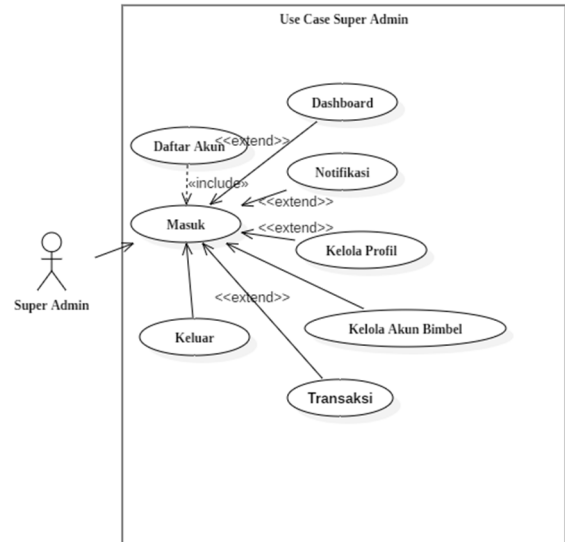 Use Case Super Admin
Dashboard
<<extend>>
Daftar Akun
Notifikasi
«include»
<<extend>>
Masuk
<<extend>>
Kelola Profil
Super Admin
<<extend>>
Kelola Akun Bimbel
Keluar
Transaksi